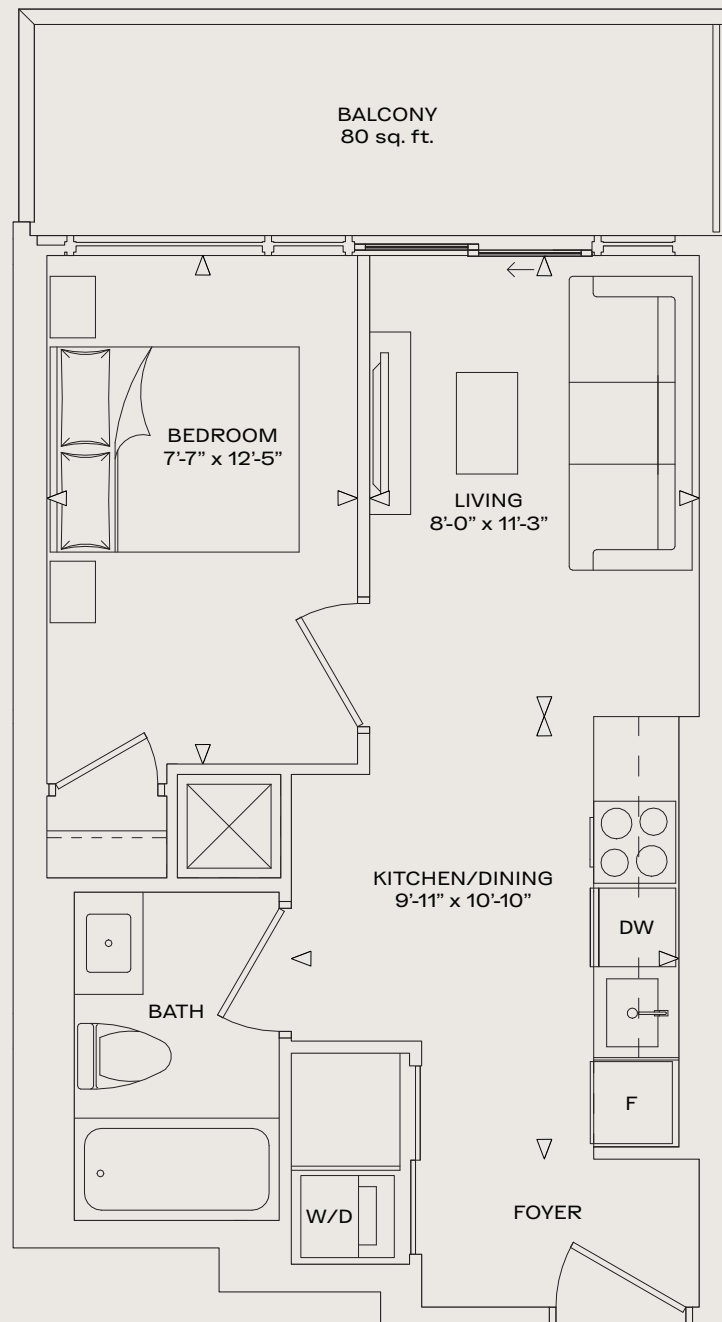 BALCONY
80 sq. ft.
BEDROOM
7'-7” x 12'-5”
LIVING
8'-0” x 11'-3”
KITCHEN/DINING
9'-11” x 10'-10”
DW
BATH
F
W/D
FOYER